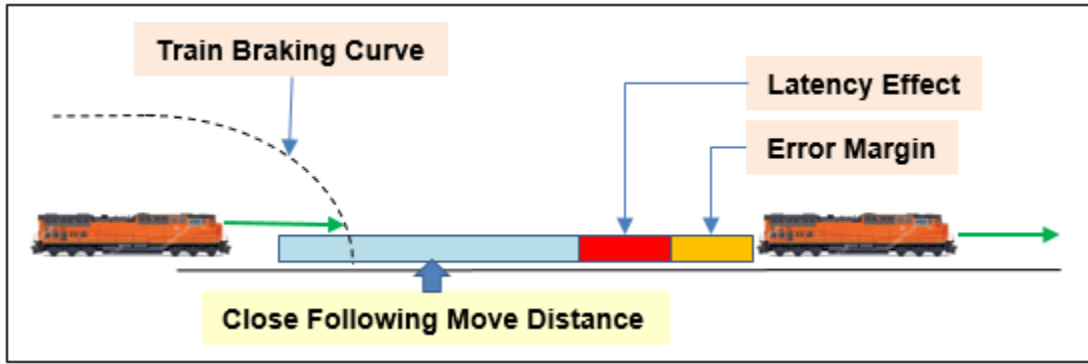 Train Braking Curve
Latency Effect
Error Margin
Close Following Move Distance